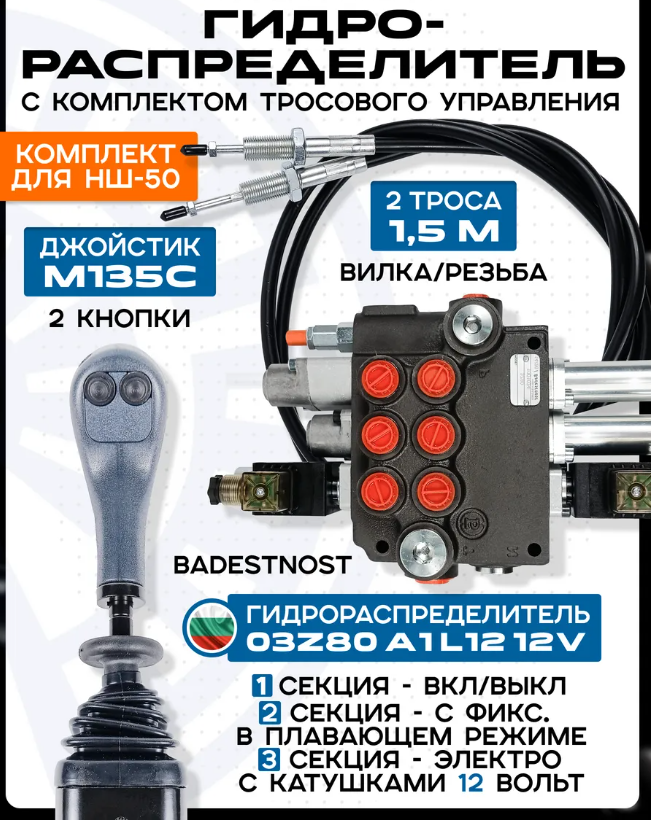 ГИДРО-
РАСПРЕДЕЛИТЕЛЬ
С КОМПЛЕКТОМ ТРОСОВОГО УПРАВЛЕНИЯ
КОМПЛЕКТ
ДЛЯ НШ-50
2 ТРОСА
1,5 М
ДЖОЙСТИК
M135C
ВИЛКА/РЕЗЬБА
2 КНОПКИ
BADESTNOST
ГИДРОРАСПРЕДЕЛИТЕЛЬ
03Z80 A1 L12 12V
1 СЕКЦИЯ - ВКЛ/ВЫКЛ
2 СЕКЦИЯ - С ФИКС.
В ПЛАВАЮЩЕМ РЕЖИМЕ
3 СЕКЦИЯ - ЭЛЕКТРО
С КАТУШКАМИ 12 ВОЛЬТ